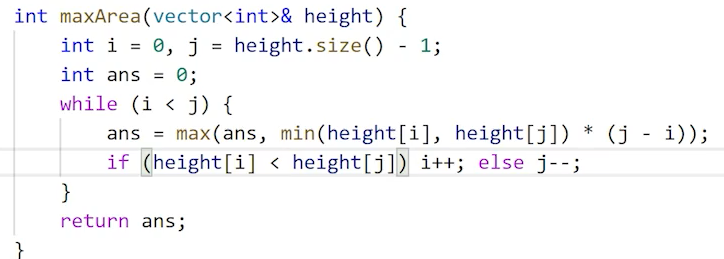 int maxArea(vector<int>& height) {
    int i = 0, j = height.size() - 1;
    int ans = 0;
    while (i < j) {
        ans = max(ans, min(height[i], height[j]) * (j - i));
        if (height[i] < height[j]) i++; else j--;
    }
    return ans;
}